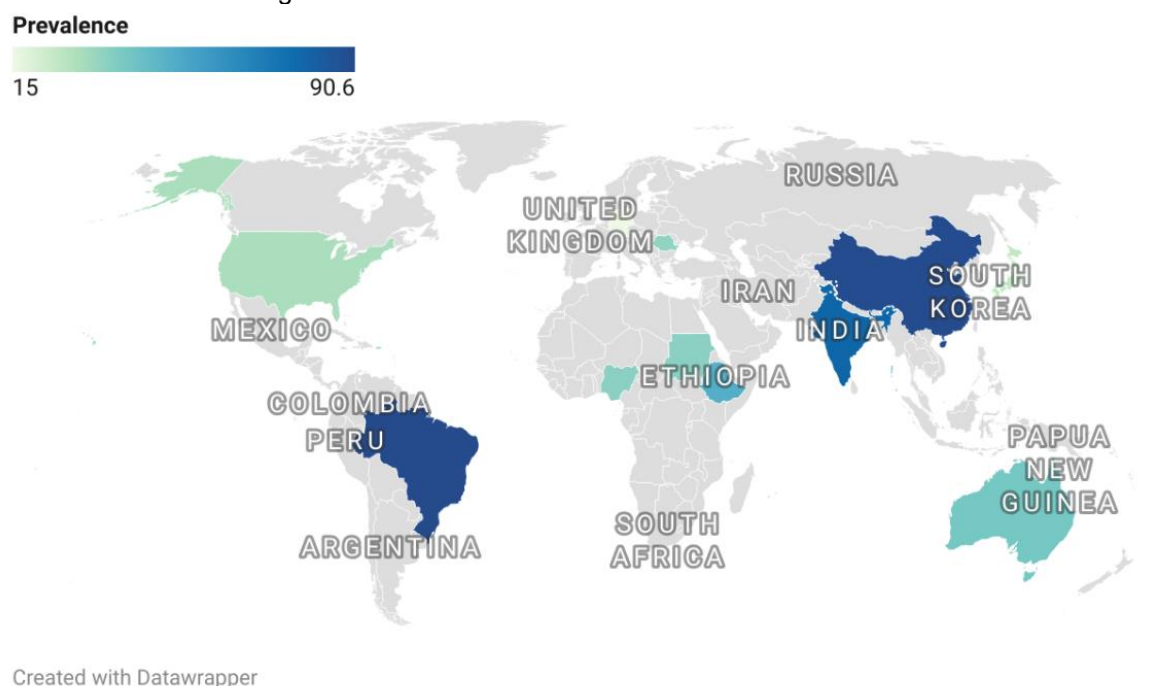 Prevalence
15 90.6
RUSSIA
UNITED
KINGDOM
SOUTH
KOREA
IRAN
INDIA
MEXICO
ETHIOPIA
COLOMBIA
PERU
PAPUA
NEW
GUINEA
SOUTH
AFRICA
ARGENTINA
Created with Datawrapper